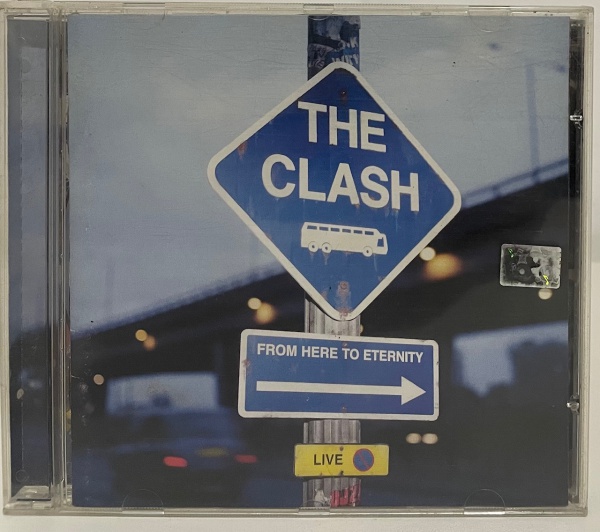 THE
CLASH
FROM HERE TO ETERNITY
LIVE